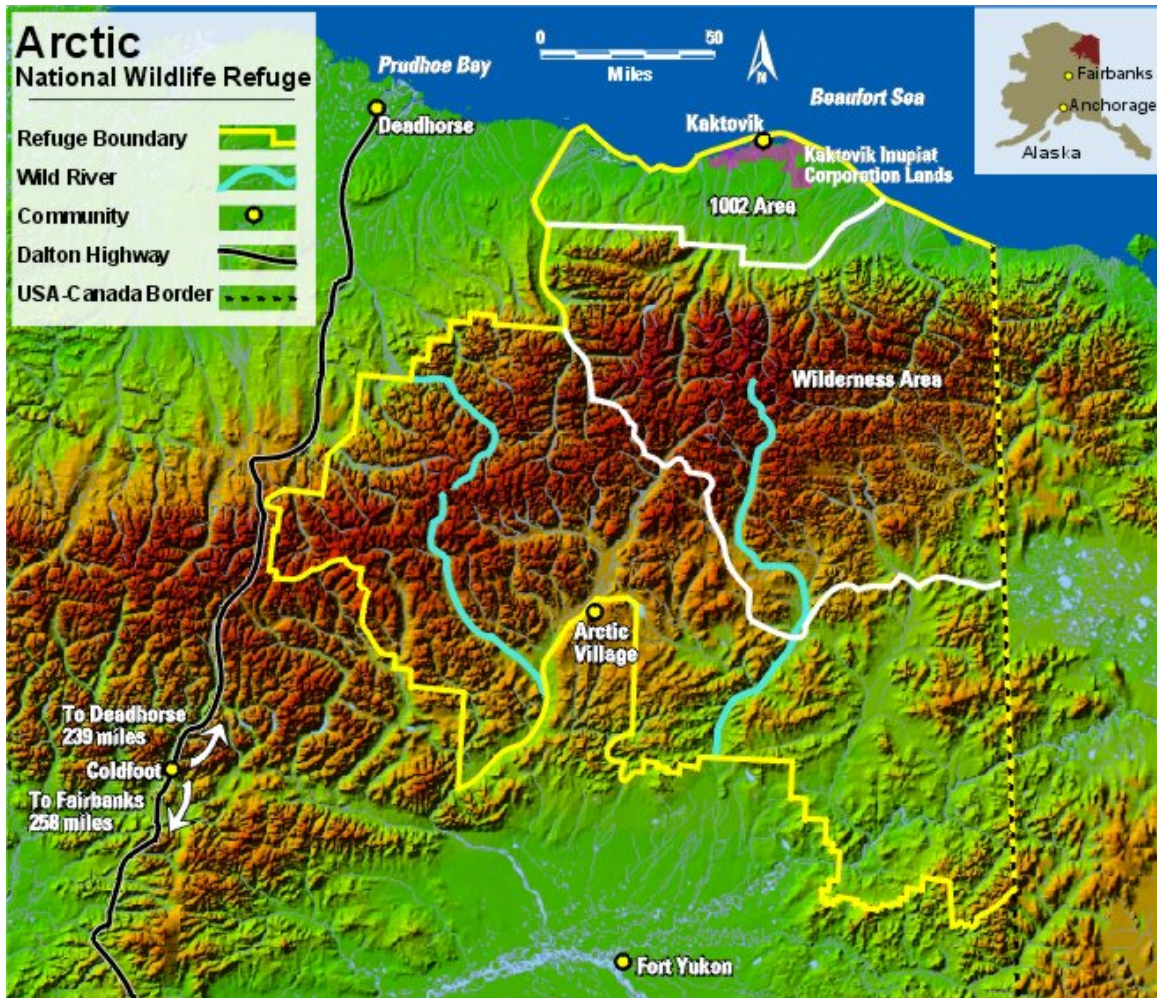 Arctic
National Wildlife Refuge
Refuge Boundary
Wild River
Community
Dalton Highway
USA-Canada Border
Prudhoe Bay
Deadhorse
0
50
Miles
N
Beaufort Sea
Kaktovik
Kaktovik Inupiat
Corporation Lands
1002 Area
Fairbanks
Anchorage
Alaska
Wilderness Area
Arctic
Village
To Deadhorse
239 miles
Coldfoot
To Fairbanks
258 miles
Fort Yukon